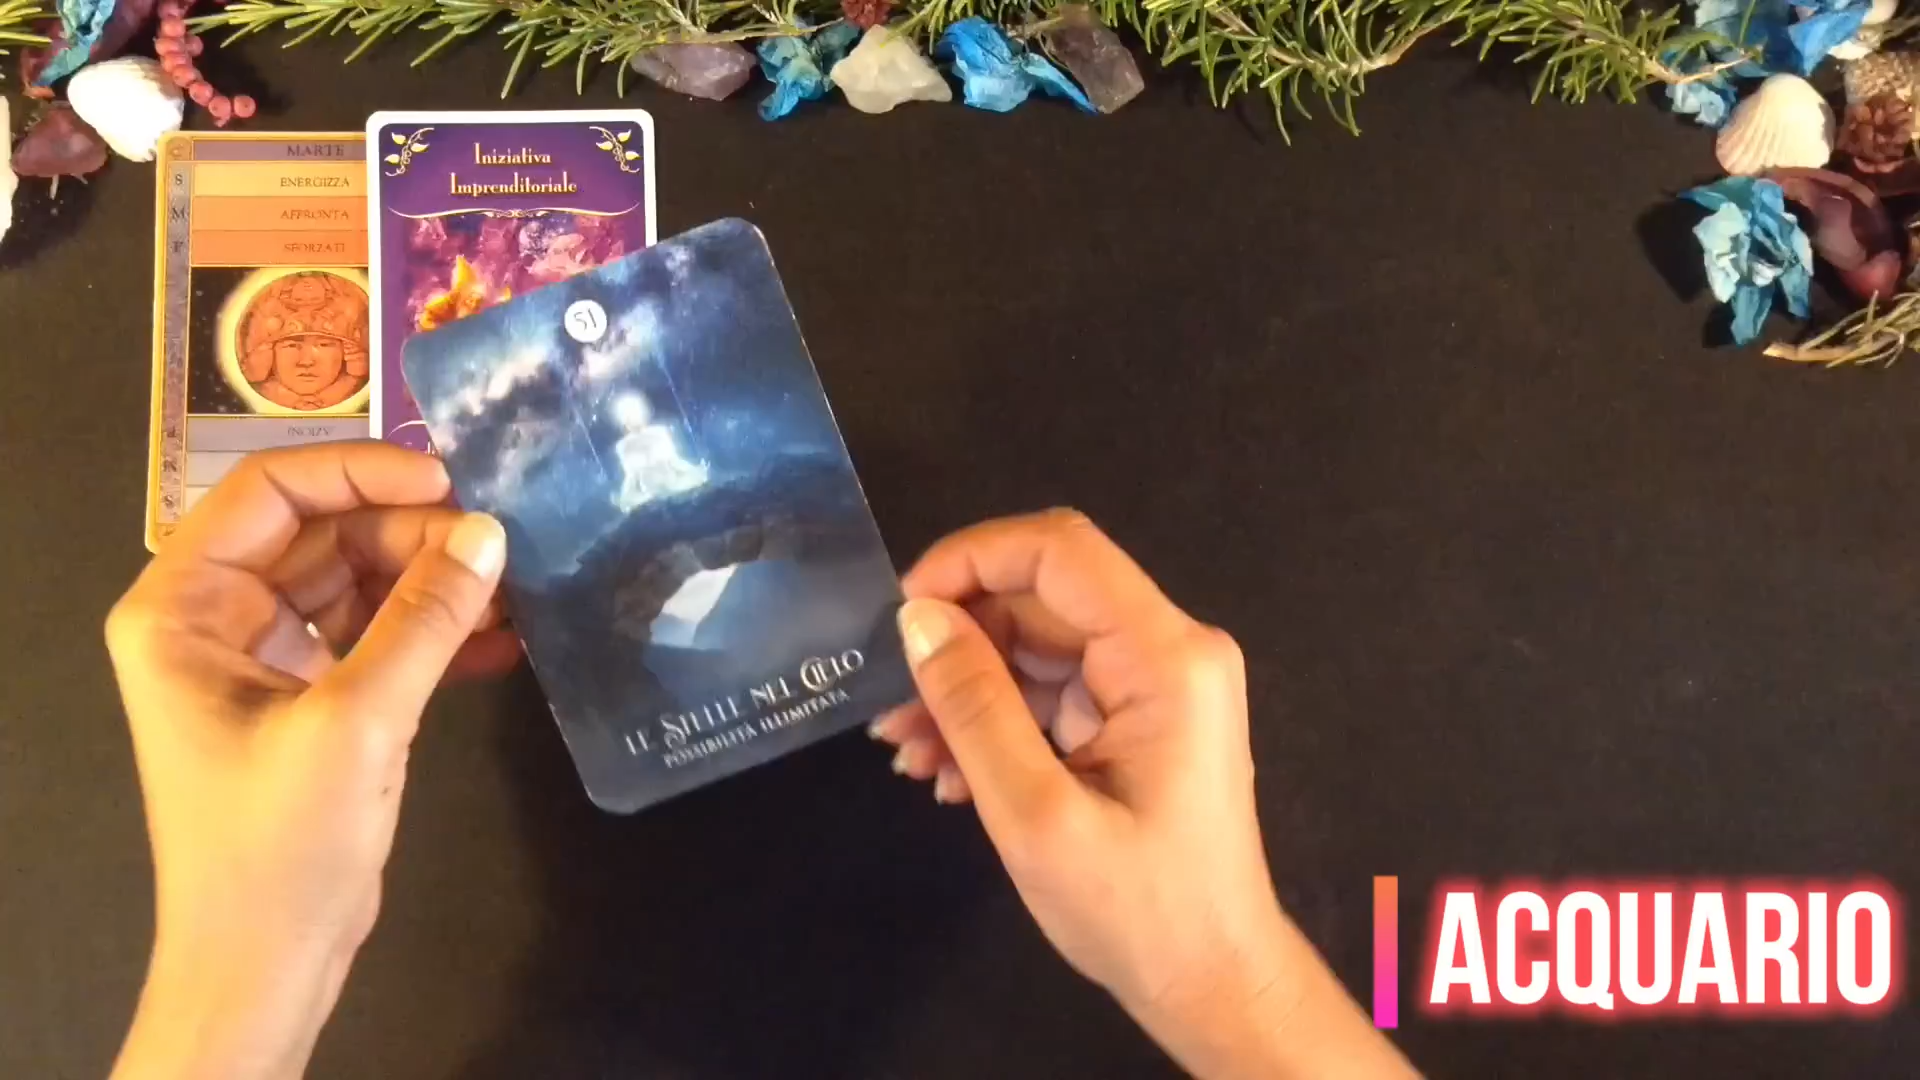 MARTE
S ENERGIZZA
M AFFRONTA
F SFORZATI
Iniziativa
Imprenditoriale
51
LE STELLE NEL CIELO
POSSIBILITÀ ILLIMITATA
ACQUARIO